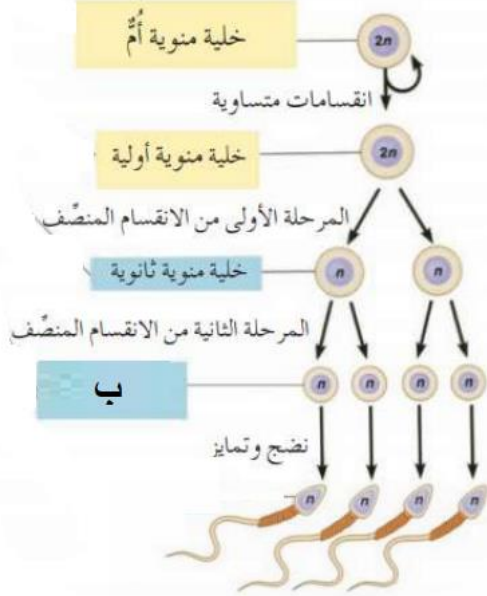 خلية منوية أُمٌّ
2n
انقسامات متساوية
خلية منوية أولية
2n
المرحلة الأولى من الانقسام المنصِّف
خلية منوية ثانوية
n
n
المرحلة الثانية من الانقسام المنصِّف
ب
n
n
n
n
نضج وتمايز
n
n
n
n